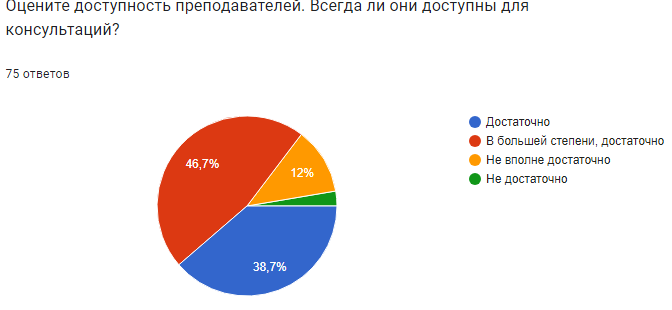 Оцените доступность преподавателей. Всегда ли они доступны для
консультаций?
75 ответов
Достаточно
В большей степени, достаточно
Не вполне достаточно
Не достаточно
46,7%
12%
38,7%